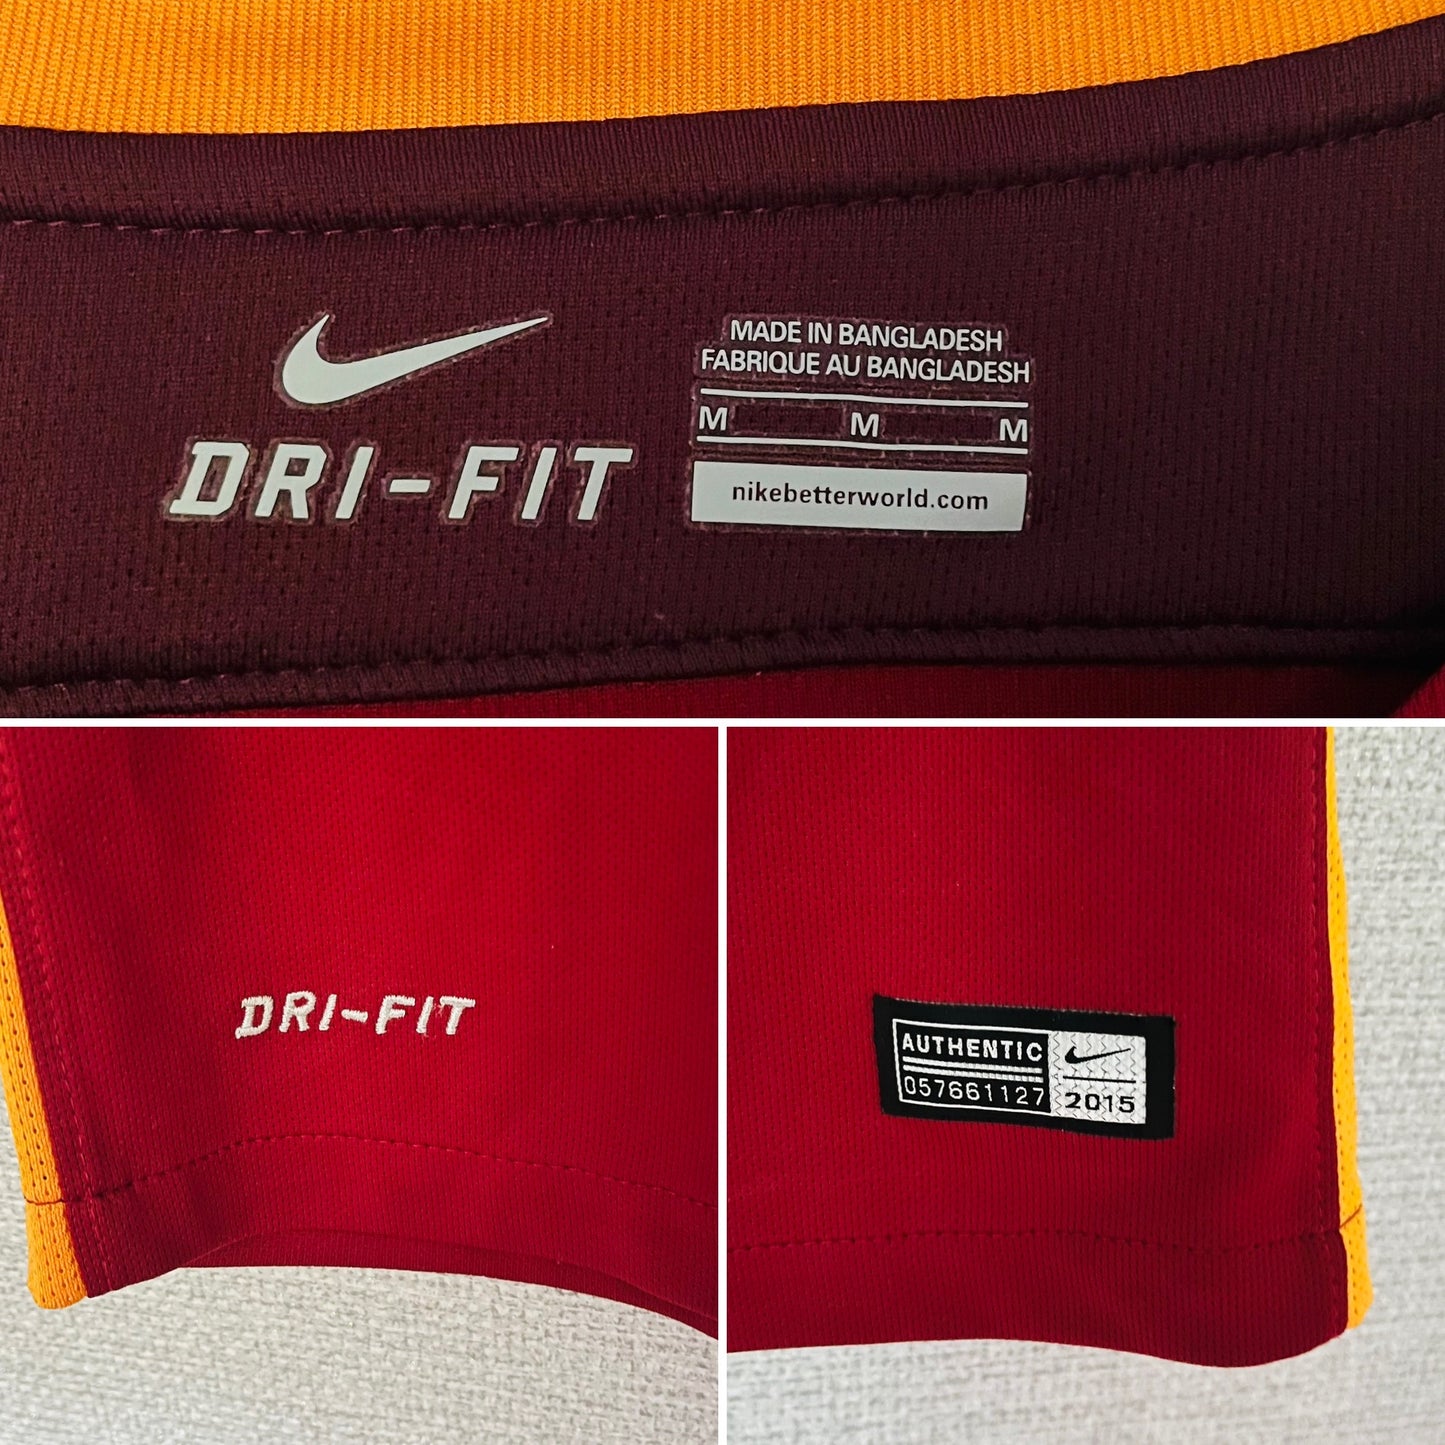 DRI-FIT
MADE IN BANGLADESH
FABRIQUE AU BANGLADESH
M M M
nikebetterworld.com
DRI-FIT
AUTHENTIC
057661127
2015